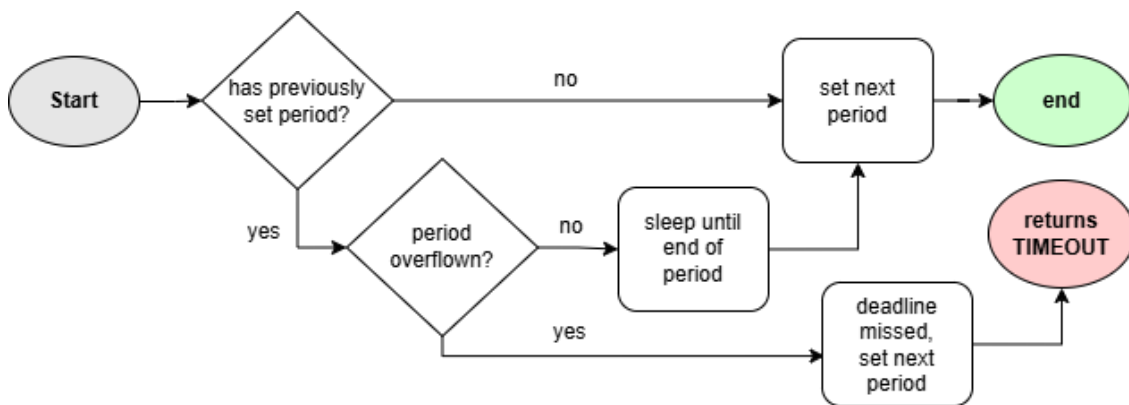 Start
has previously
set period?
no
set next
period
end
yes
period
overflown?
no
sleep until
end of
period
returns
TIMEOUT
yes
deadline
missed,
set next
period